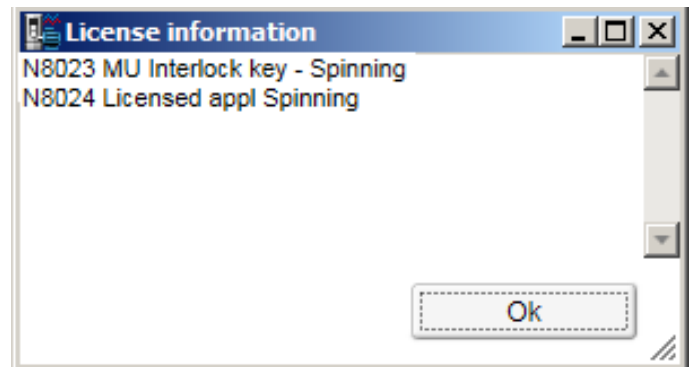 License information
N8023 MU Interlock key - Spinning
N8024 Licensed appl Spinning
Ok